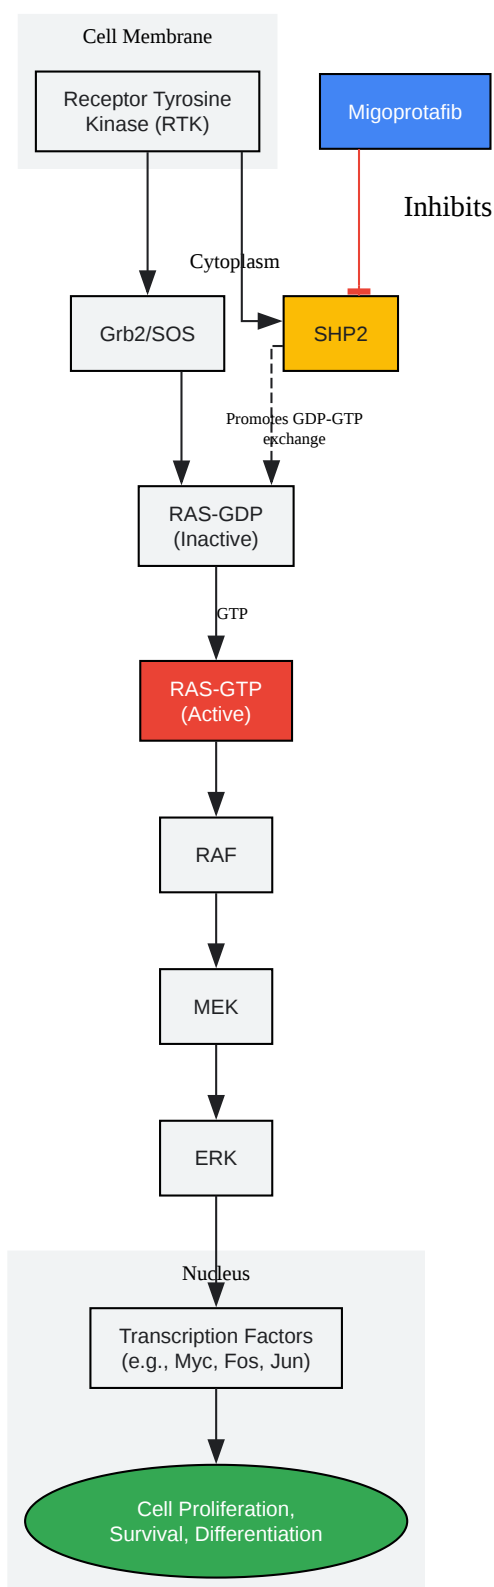 Cell Membrane
Receptor Tyrosine
Kinase (RTK)
Migoprotafib
Inhibits
Cytoplasm
Grb2/SOS
SHP2
Promotes GDP-GTP
exchange
RAS-GDP
(Inactive)
GTP
RAS-GTP
(Active)
RAF
MEK
ERK
Nucleus
Transcription Factors
(e.g., Myc, Fos, Jun)
Cell Proliferation,
Survival, Differentiation